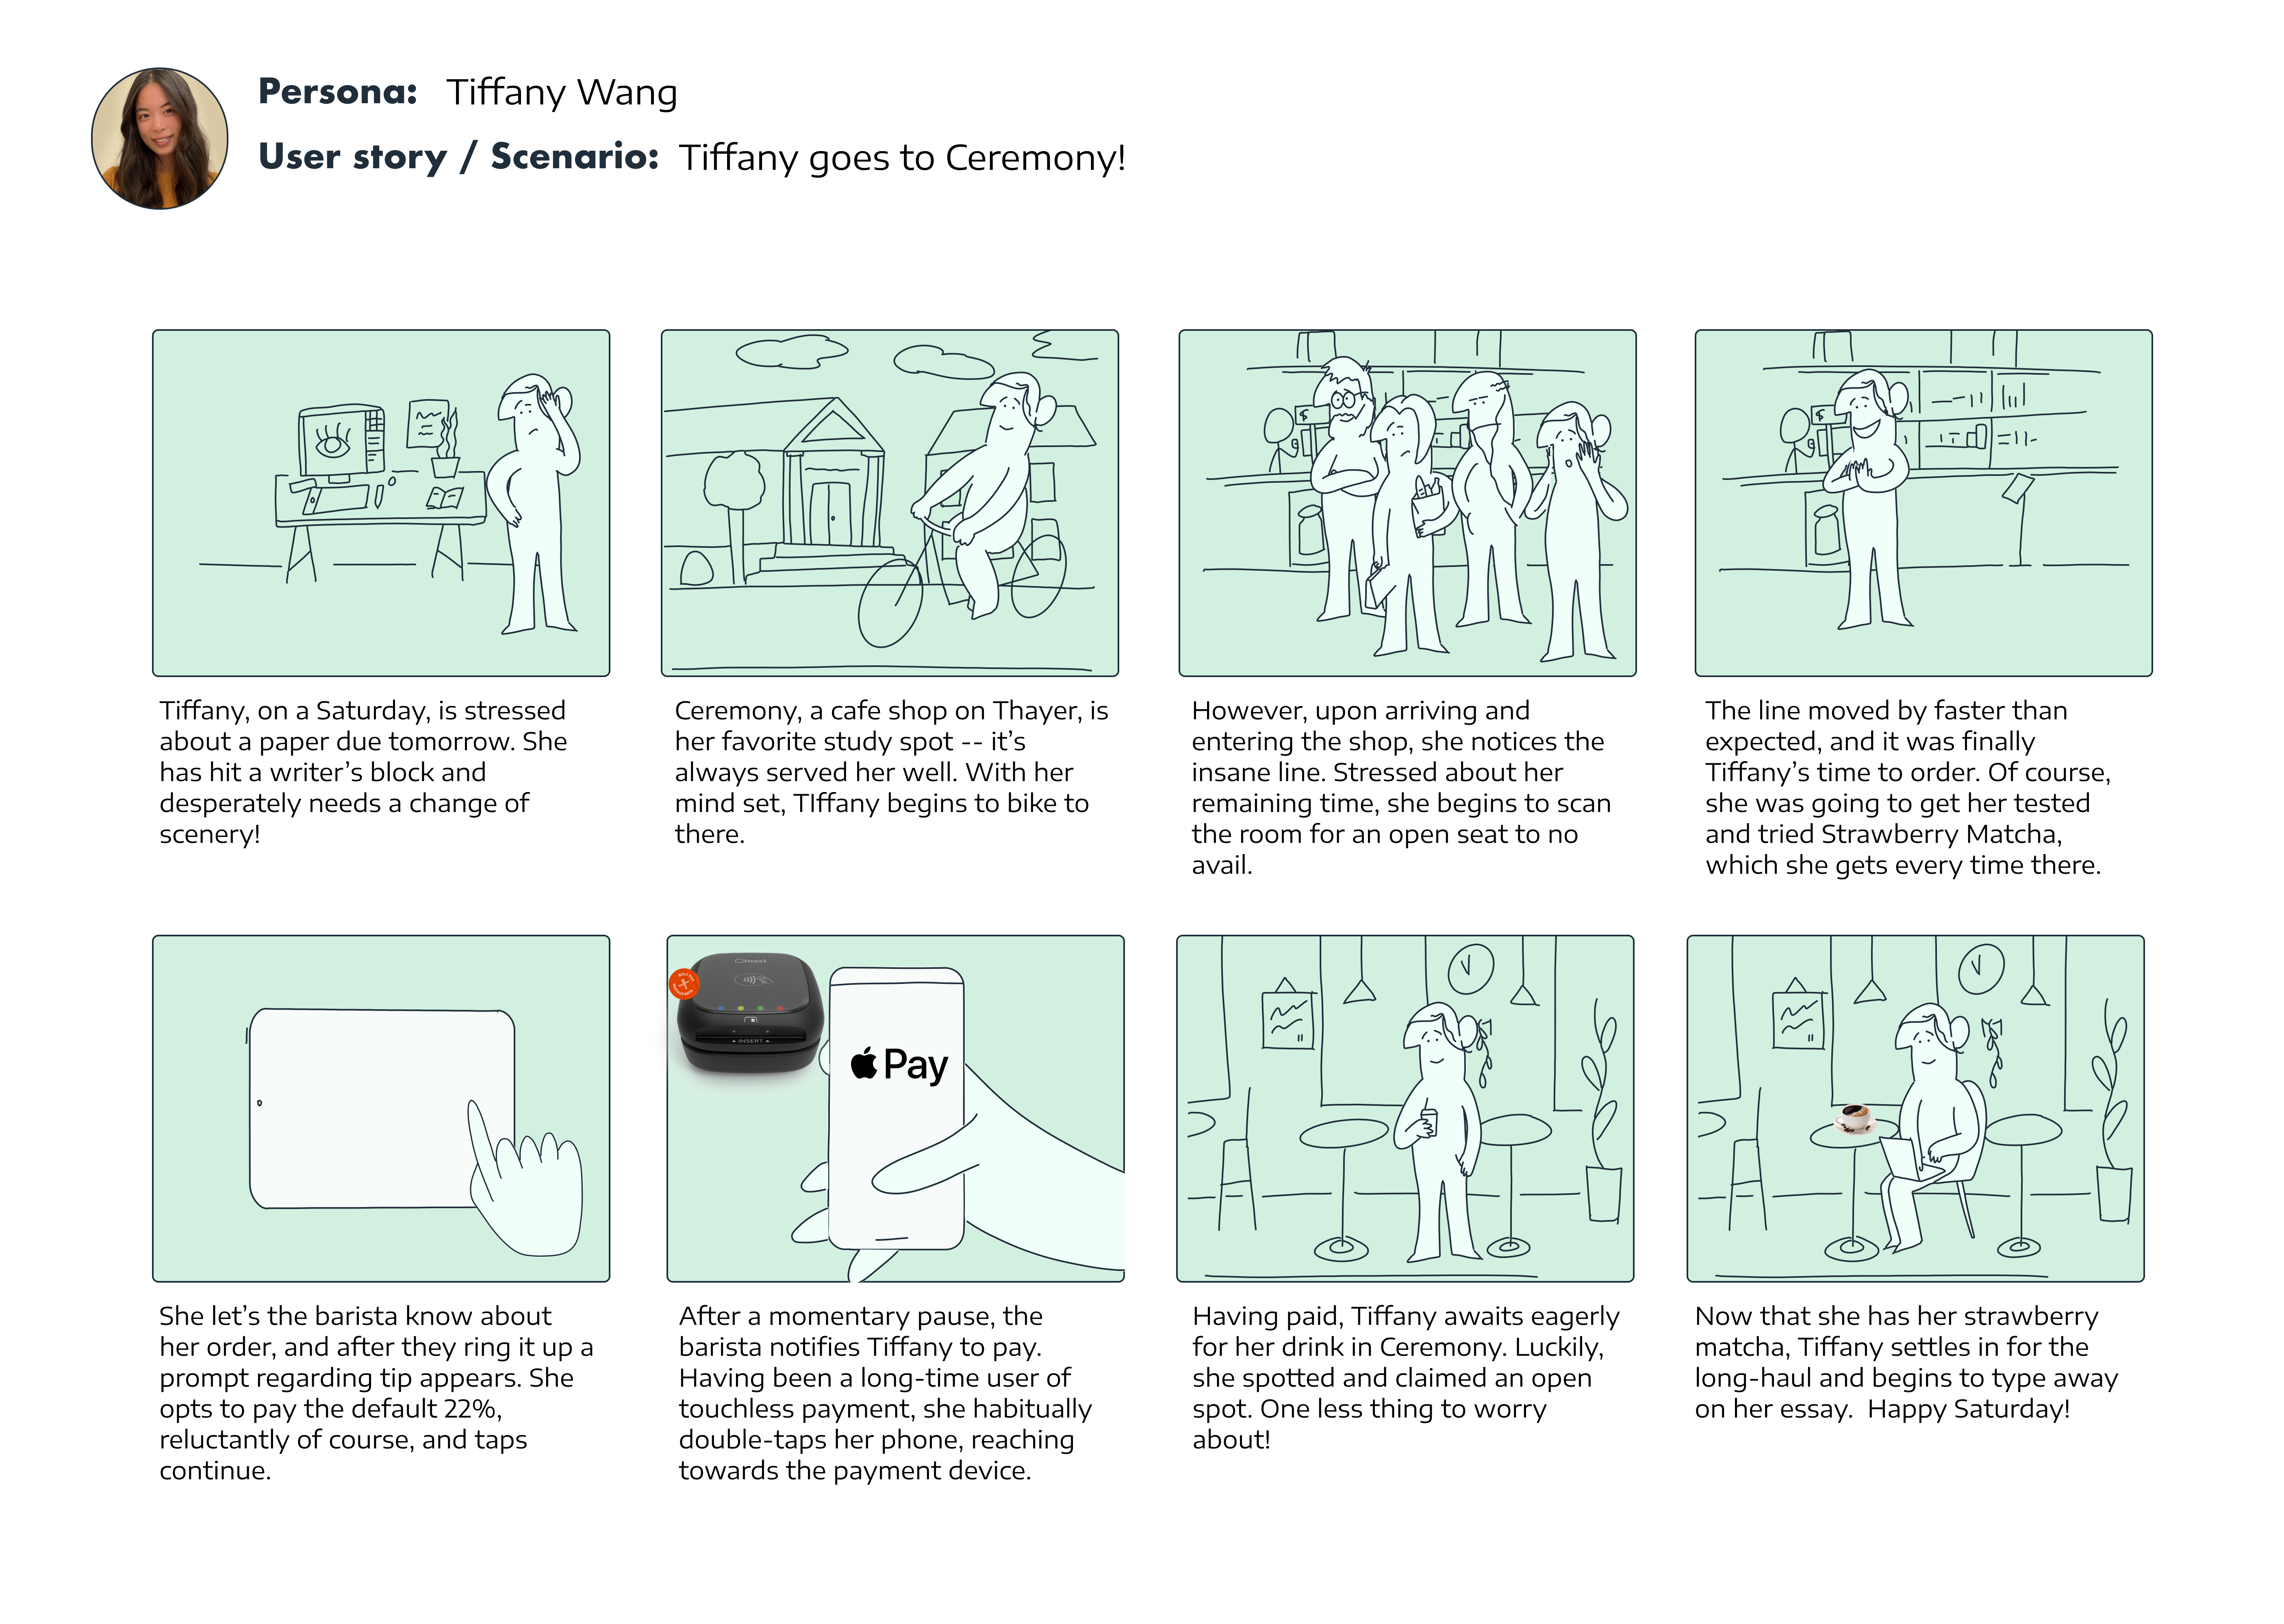 Persona: Tiffany Wang
User story / Scenario: Tiffany goes to Ceremony!
$
$
Tiffany, on a Saturday, is stressed
about a paper due tomorrow. She
has hit a writer's block and
desperately needs a change of
scenery!
Ceremony, a cafe shop on Thayer, is
her favorite study spot -- it's
always served her well. With her
mind set, TIffany begins to bike to
there.
However, upon arriving and
entering the shop, she notices the
insane line. Stressed about her
remaining time, she begins to scan
the room for an open seat to no
avail.
The line moved by faster than
expected, and it was finally
Tiffany's time to order. Of course,
she was going to get her tested
and tried Strawberry Matcha,
which she gets every time there.
toast
INSERT
Pay
She let's the barista know about
her order, and after they ring it up a
prompt regarding tip appears. She
opts to pay the default 22%,
reluctantly of course, and taps
continue.
After a momentary pause, the
barista notifies Tiffany to pay.
Having been a long-time user of
touchless payment, she habitually
double-taps her phone, reaching
towards the payment device.
Having paid, Tiffany awaits eagerly
for her drink in Ceremony. Luckily,
she spotted and claimed an open
spot. One less thing to worry
about!
Now that she has her strawberry
matcha, Tiffany settles in for the
long-haul and begins to type away
on her essay.  Happy Saturday!